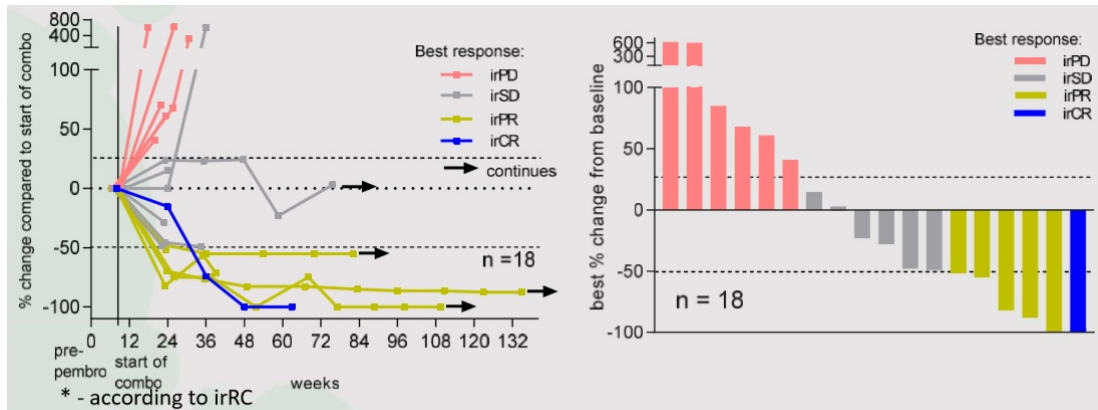 % change compared to start of combo
800
400
100
50
0
-50
-100
Best response:
irPD
irSD
irPR
irCR
continues
n = 18
0 12 24 36 48 60 72 84 96 108 120 132
pre-
pembro
start of
combo
weeks
* - according to irRC
best % change from baseline
600
300
100
50
0
-50
-100
Best response:
irPD
irSD
irPR
irCR
n = 18